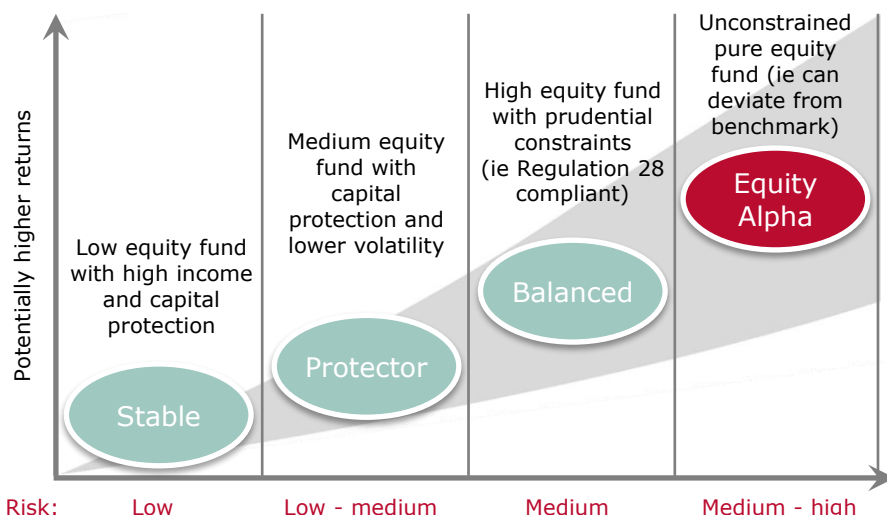 Potentially higher returns
Low equity fund
with high income
and capital
protection
Stable
Medium equity
fund with
capital
protection and
lower volatility
Protector
High equity fund
with prudential
constraints
(ie Regulation 28
compliant)
Balanced
Unconstrained
pure equity
fund (ie can
deviate from
benchmark)
Equity
Alpha
Risk: Low Low - medium Medium Medium - high